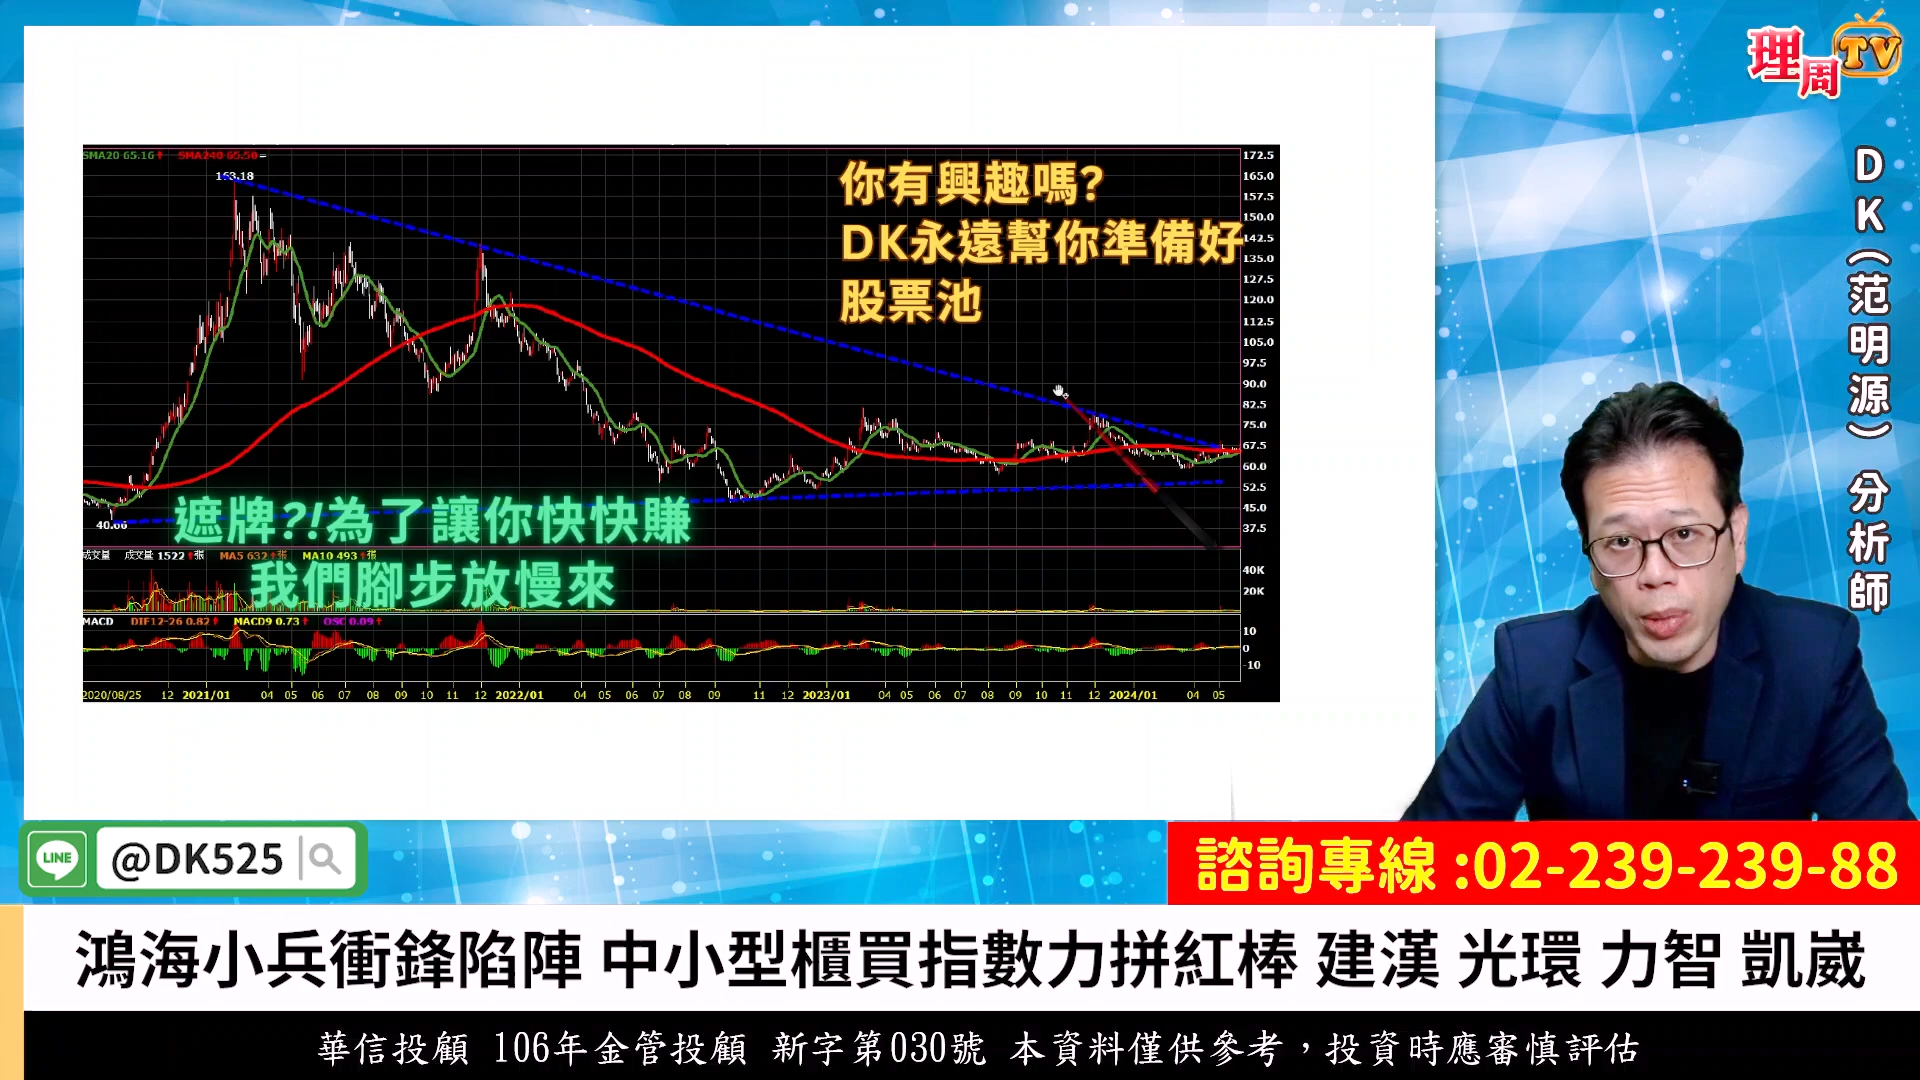 理周TV
DK(范明源)分析師
SMA20 65.16↑ SMA240 65.50=
163.18
你有興趣嗎?
DK永遠幫你準備好
股票池
172.5
165.0
157.5
150.0
142.5
135.0
127.5
120.0
112.5
105.0
97.5
90.0
82.5
75.0
67.5
60.0
52.5
45.0
37.5
40.66
遮牌?!為了讓你快快賺
我們腳步放慢來
成交量 成交量 1522↑張 MA5 632↑張 MA10 493↑張
40K
20K
MACD DIF12-26 0.82↑ MACD9 0.73↑ OSC 0.09↑
10
0
-10
2020/08/25 12 2021/01 04 05 06 07 08 09 10 11 12 2022/01 04 05 06 07 08 09 11 12 2023/01 04 05 06 07 08 09 10 11 12 2024/01 04 05
LINE @DK525
諮詢專線:02-239-239-88
鴻海小兵衝鋒陷陣 中小型櫃買指數力拼紅棒 建漢 光環 力智 凱崴
華信投顧 106年金管投顧 新字第030號 本資料僅供參考，投資時應審慎評估